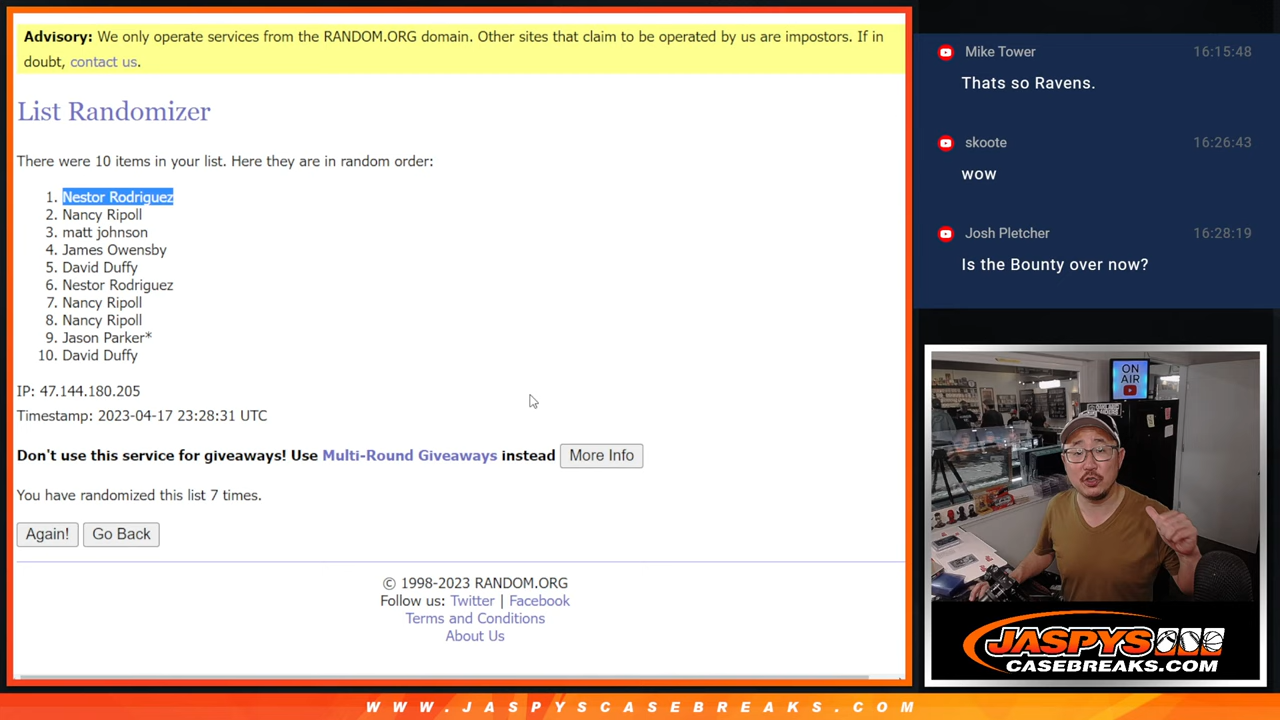 Advisory: We only operate services from the RANDOM.ORG domain. Other sites that claim to be operated by us are impostors. If in
doubt, contact us.
List Randomizer
There were 10 items in your list. Here they are in random order:
1. Nestor Rodriguez
2. Nancy Ripoll
3. matt johnson
4. James Owensby
5. David Duffy
6. Nestor Rodriguez
7. Nancy Ripoll
8. Nancy Ripoll
9. Jason Parker*
10. David Duffy
IP: 47.144.180.205
Timestamp: 2023-04-17 23:28:31 UTC
Don't use this service for giveaways! Use Multi-Round Giveaways instead More Info
You have randomized this list 7 times.
Again! Go Back
© 1998-2023 RANDOM.ORG
Follow us: Twitter | Facebook
Terms and Conditions
About Us
Mike Tower 16:15:48
Thats so Ravens.
skoote 16:26:43
wow
Josh Pletcher 16:28:19
Is the Bounty over now?
ON
AIR
JASPYS
CASEBREAKS.COM
WWW.JASPYSCASEBREAKS.COM